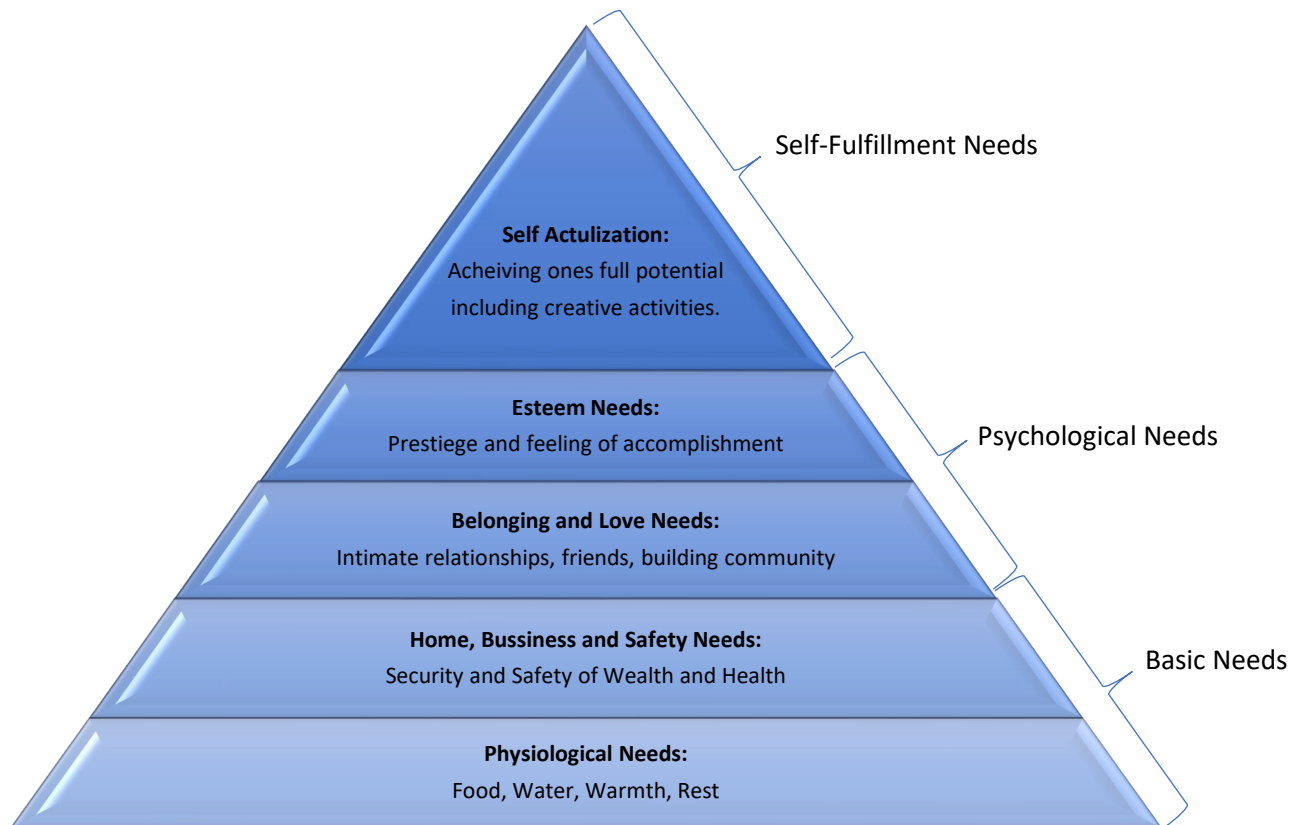 Self-Fulfillment Needs
Self Actulization:
Acheiving ones full potential
including creative activities.
Esteem Needs:
Prestiege and feeling of accomplishment
Psychological Needs
Belonging and Love Needs:
Intimate relationships, friends, building community
Home, Bussiness and Safety Needs:
Security and Safety of Wealth and Health
Basic Needs
Physiological Needs:
Food, Water, Warmth, Rest